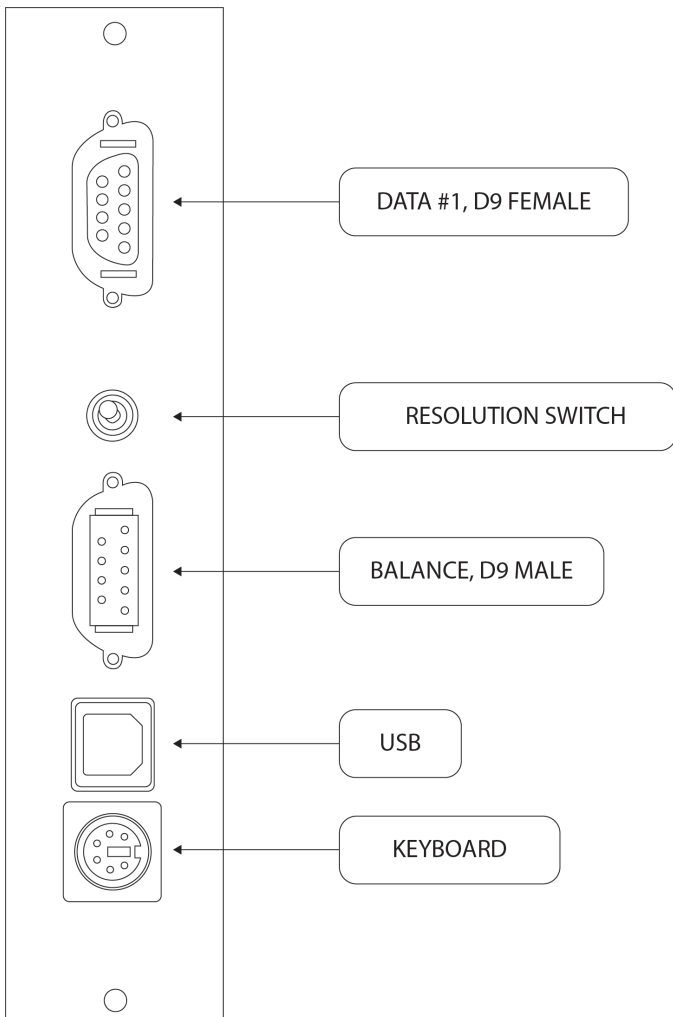 DATA #1, D9 FEMALE
RESOLUTION SWITCH
BALANCE, D9 MALE
USB
KEYBOARD